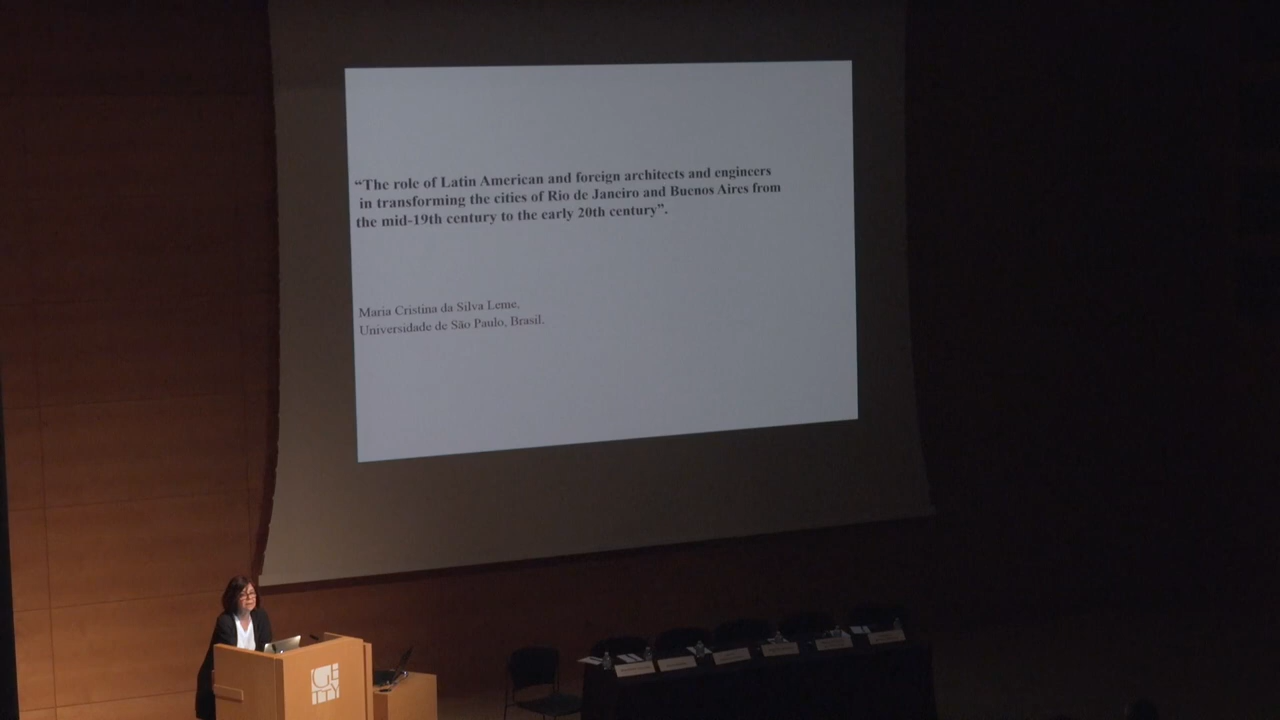 “The role of Latin American and foreign architects and engineers
in transforming the cities of Rio de Janeiro and Buenos Aires from
the mid-19th century to the early 20th century”.
Maria Cristina da Silva Leme,
Universidade de São Paulo, Brasil.
GETTY